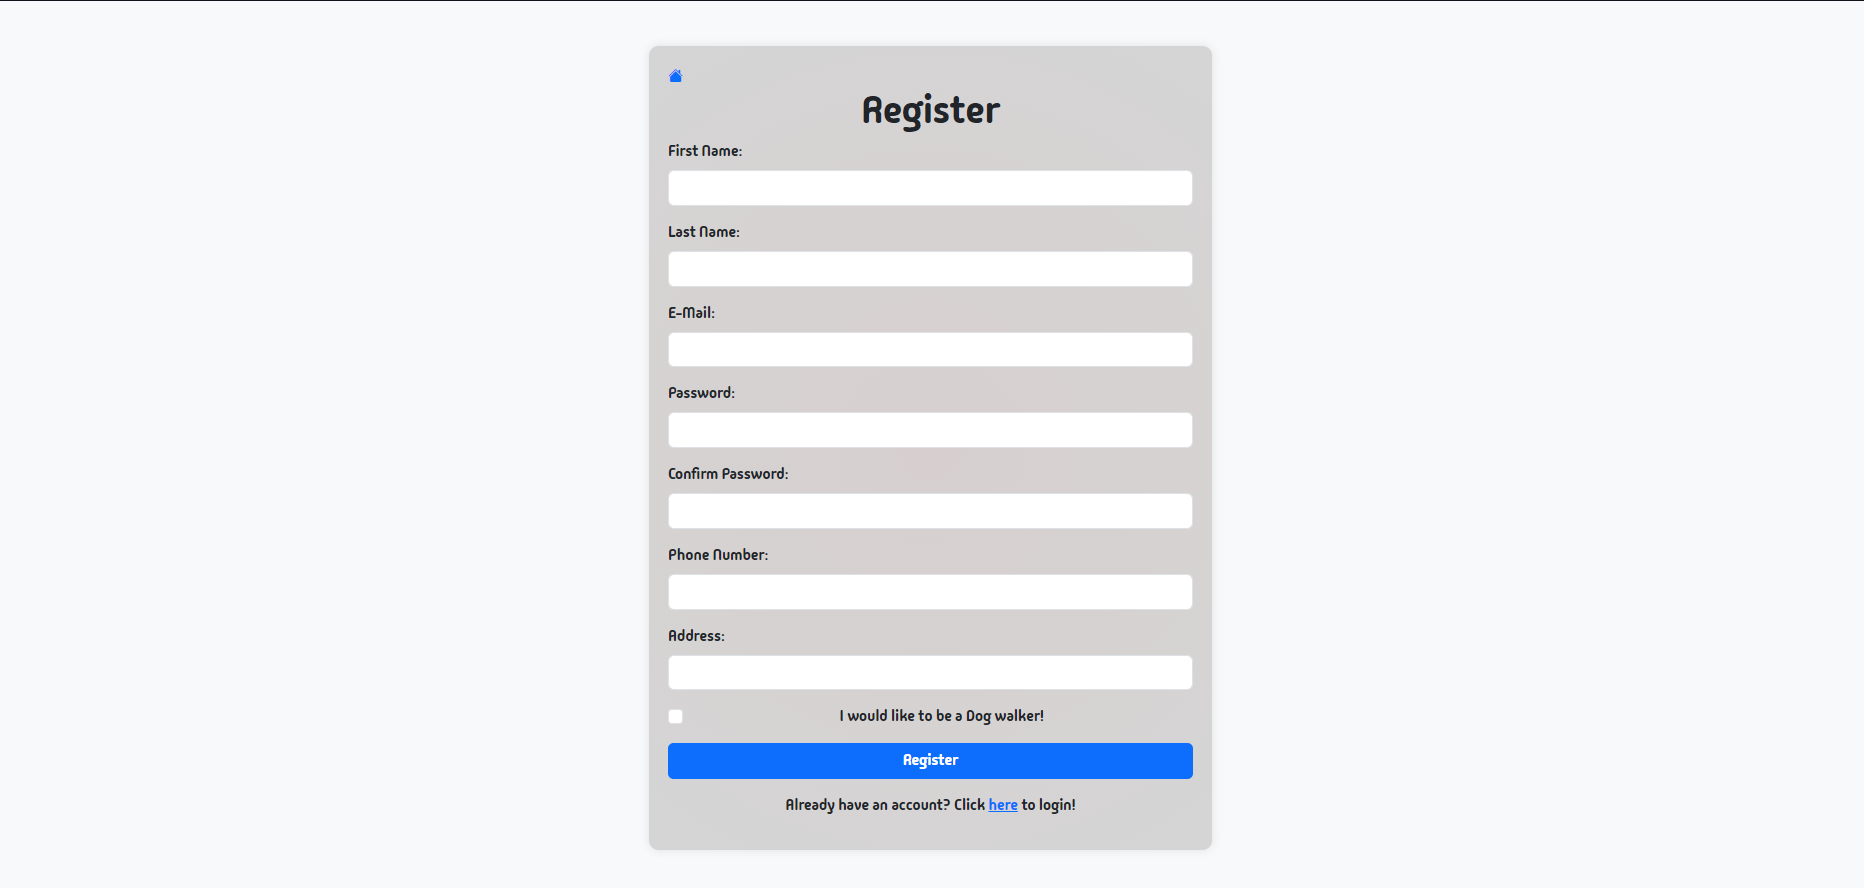 Register
First Name:
Last Name:
E-Mail:
Password:
Confirm Password:
Phone Number:
Address:
I would like to be a Dog walker!
Register
Already have an account? Click here to login!